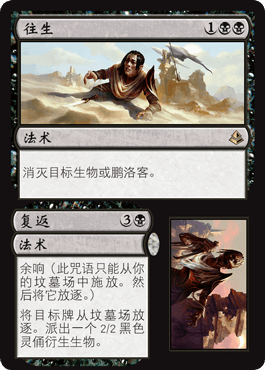 往生 1
法术
消灭目标生物或鹏洛客。
复返 3
法术
余响（此咒语只能从你
的坟墓场中施放。然
后将它放逐。）
将目标牌从坟墓场放
逐。派出一个 2/2 黑色
灵俑衍生生物。